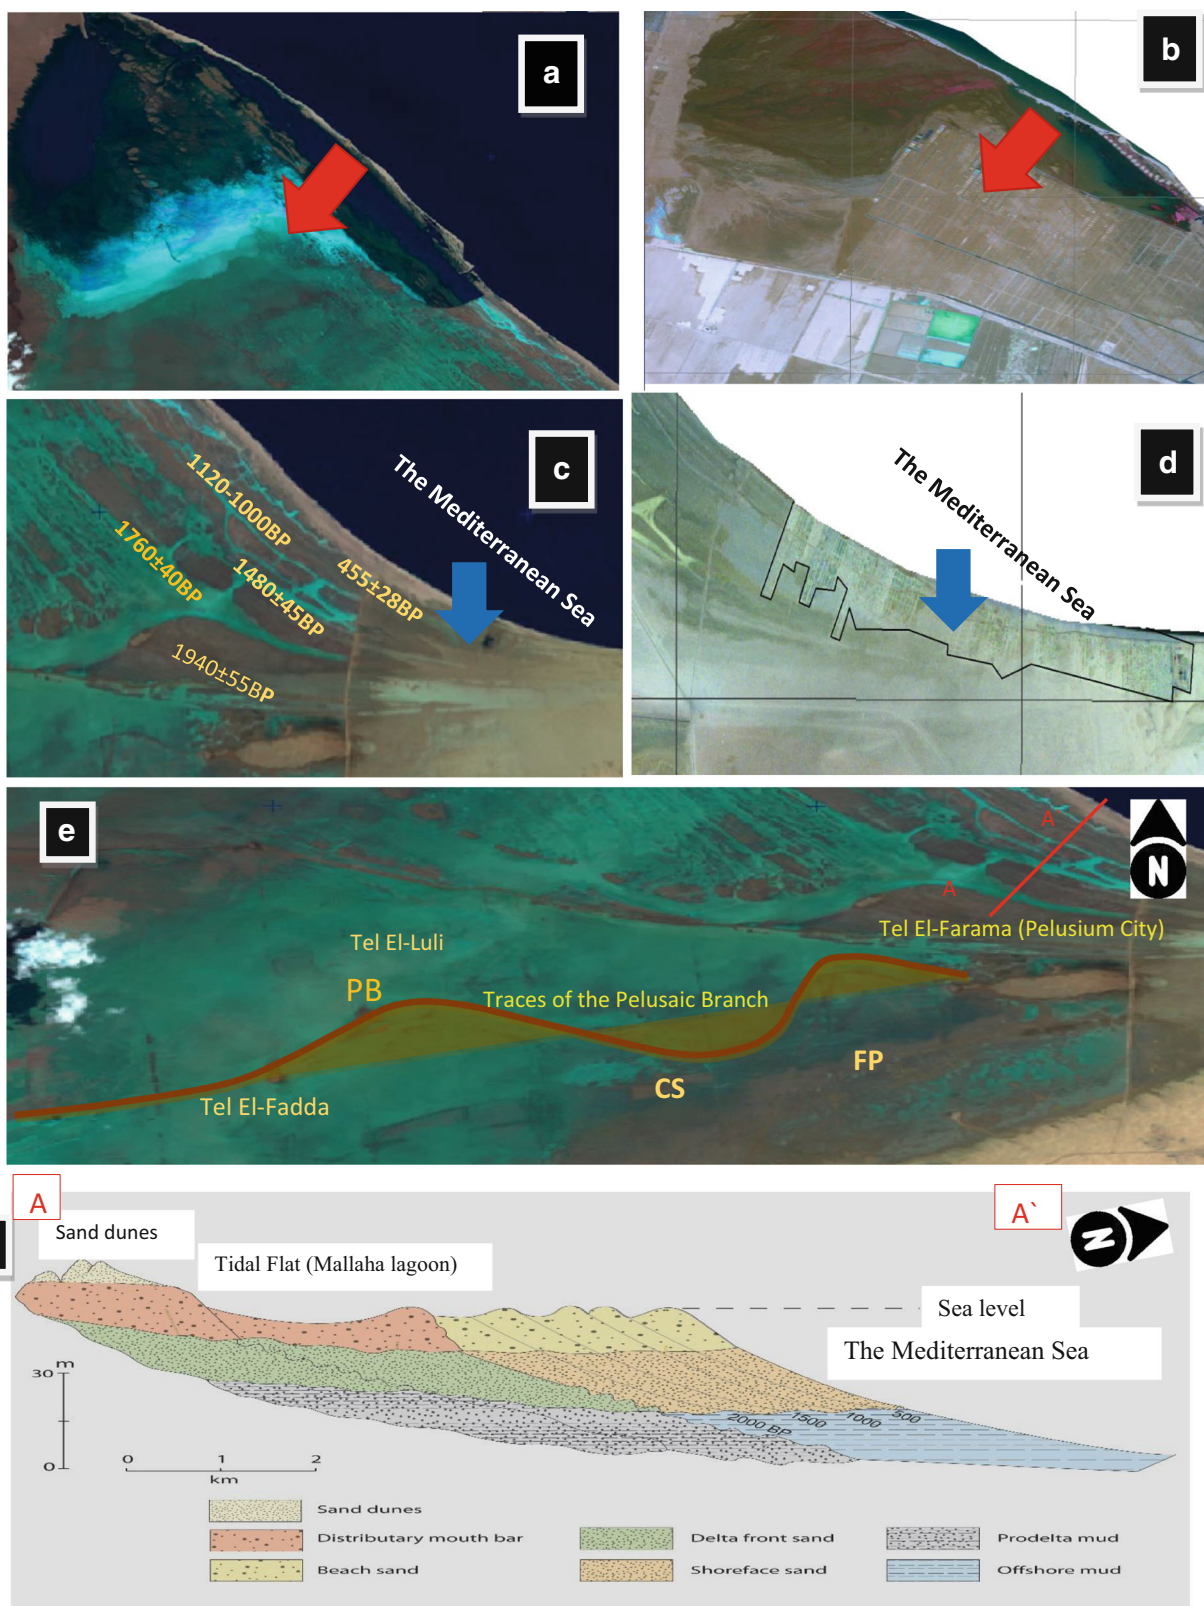 a
b
The Mediterranean Sea
c
1120-1000BP
1760±40BP
1480±45BP
455±28BP
1940±55BP
The Mediterranean Sea
d
e
A
N
A
Tel El-Farama (Pelusium City)
Tel El-Luli
PB
Traces of the Pelusaic Branch
FP
CS
Tel El-Fadda
A
A`
N
Sand dunes
Tidal Flat (Mallaha lagoon)
Sea level
The Mediterranean Sea
m
30
0
2000 BP
1500
1000
500
0
1
2
km
Sand dunes
Distributary mouth bar
Delta front sand
Prodelta mud
Beach sand
Shoreface sand
Offshore mud